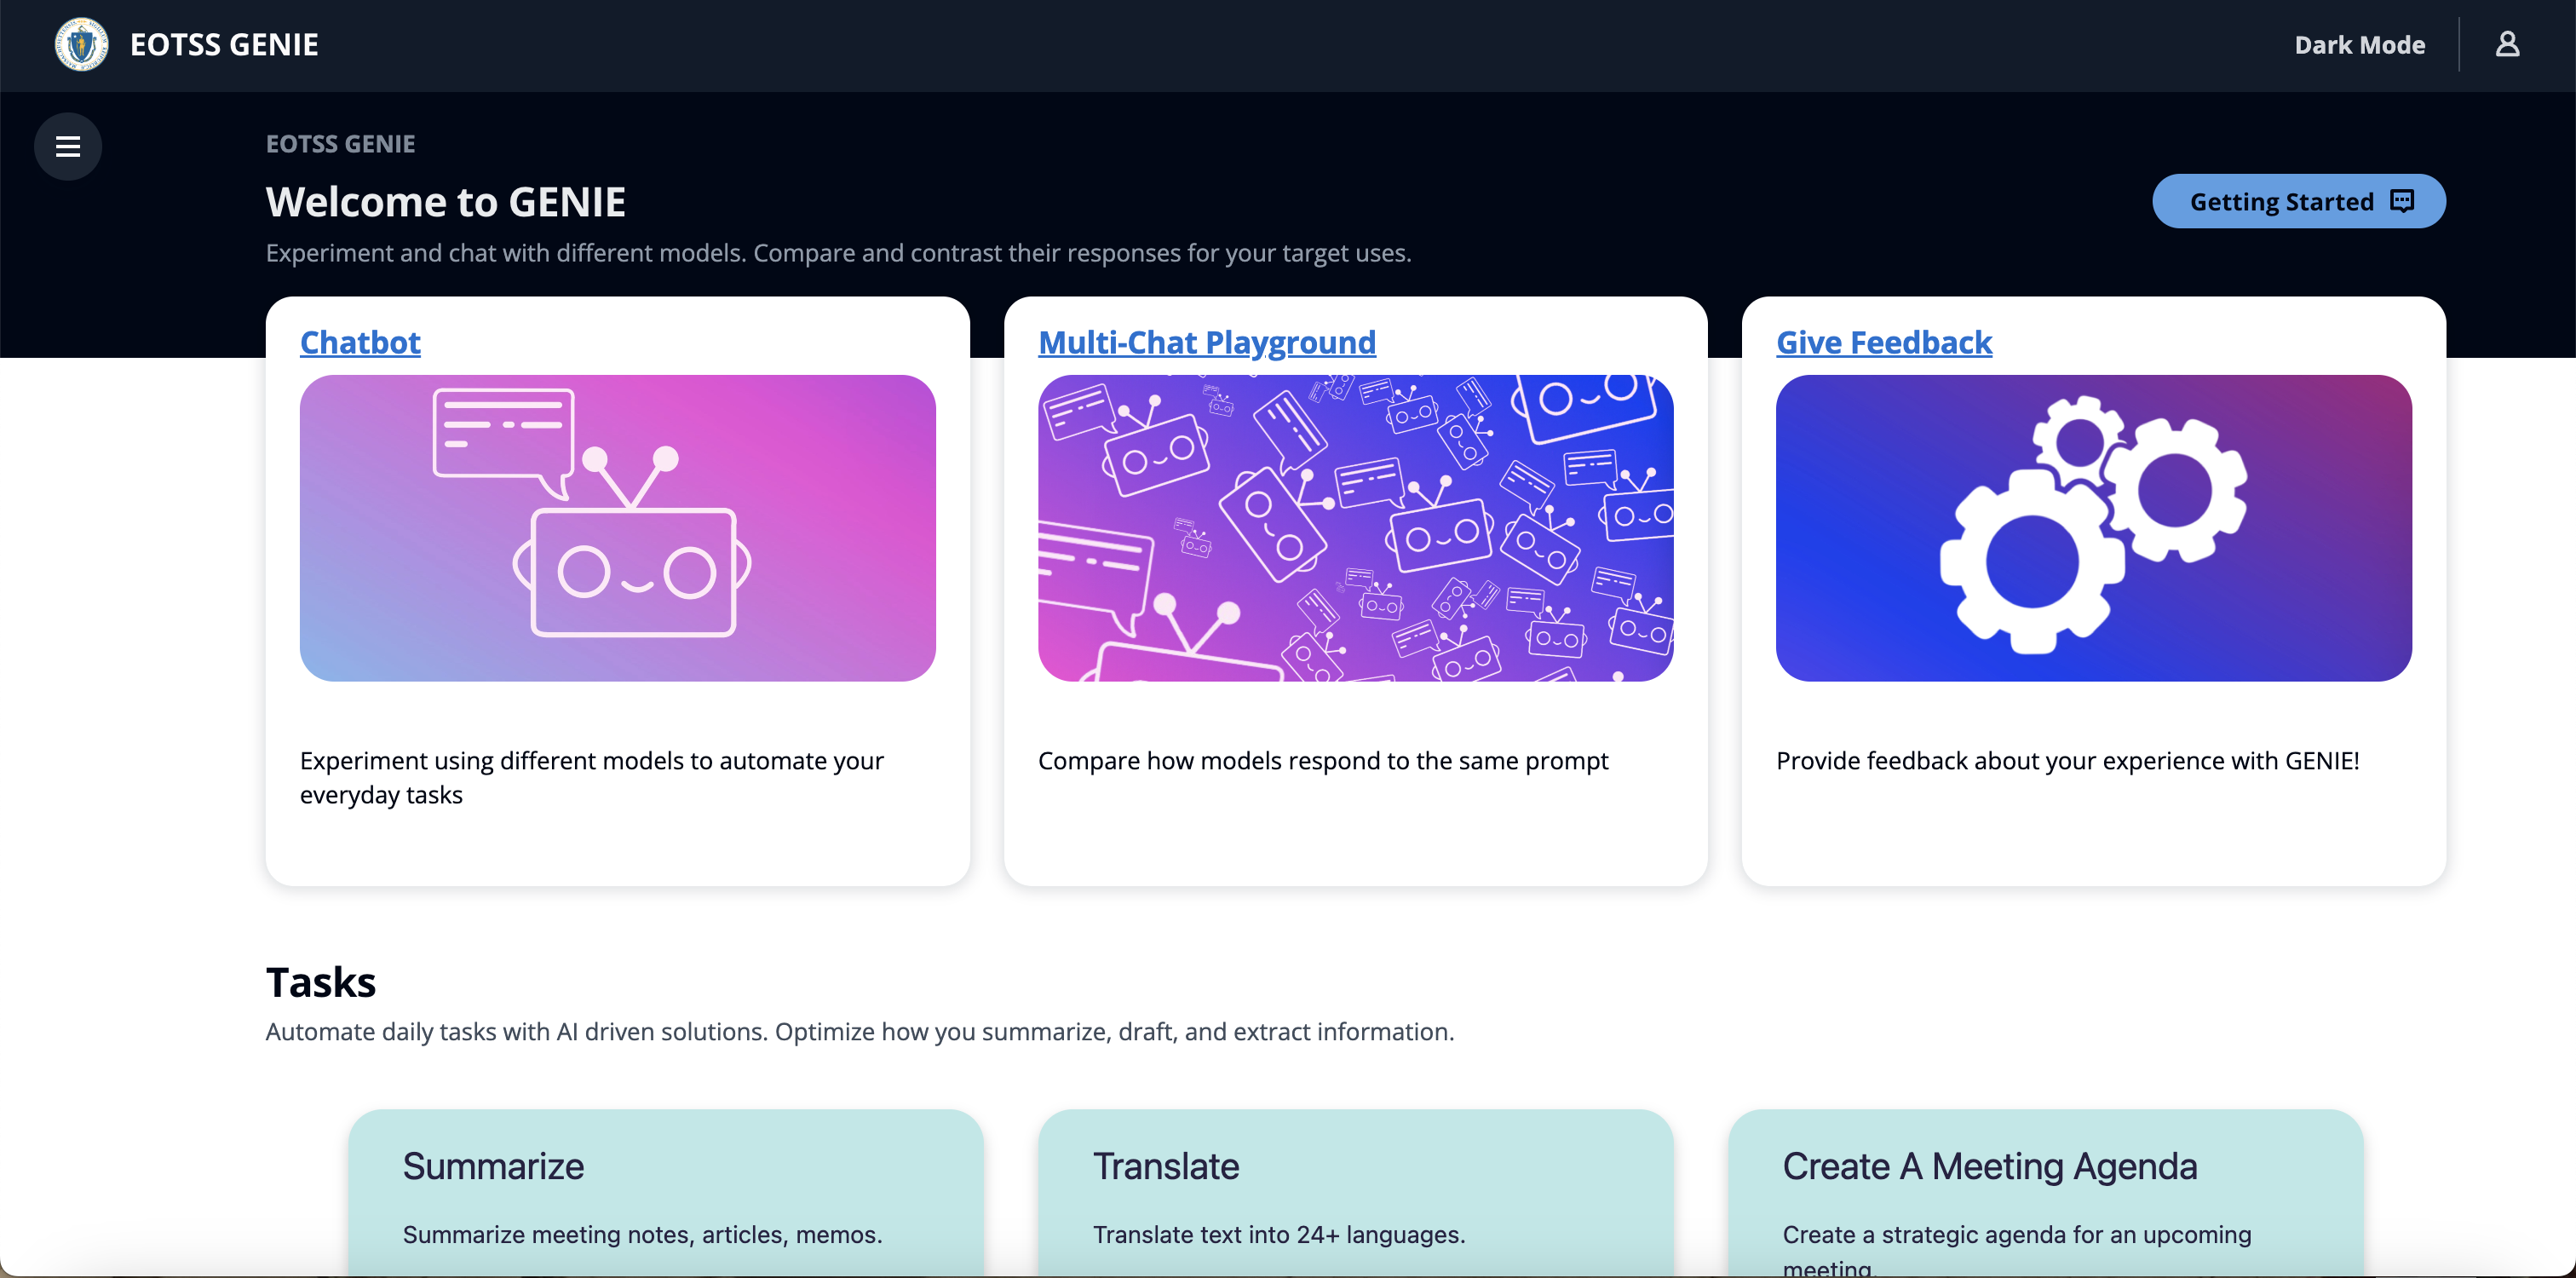 EOTSS GENIE
Dark Mode
EOTSS GENIE
Welcome to GENIE
Getting Started
Experiment and chat with different models. Compare and contrast their responses for your target uses.
Chatbot
Experiment using different models to automate your
everyday tasks
Multi-Chat Playground
Compare how models respond to the same prompt
Give Feedback
Provide feedback about your experience with GENIE!
Tasks
Automate daily tasks with AI driven solutions. Optimize how you summarize, draft, and extract information.
Summarize
Summarize meeting notes, articles, memos.
Translate
Translate text into 24+ languages.
Create A Meeting Agenda
Create a strategic agenda for an upcoming
meeting.